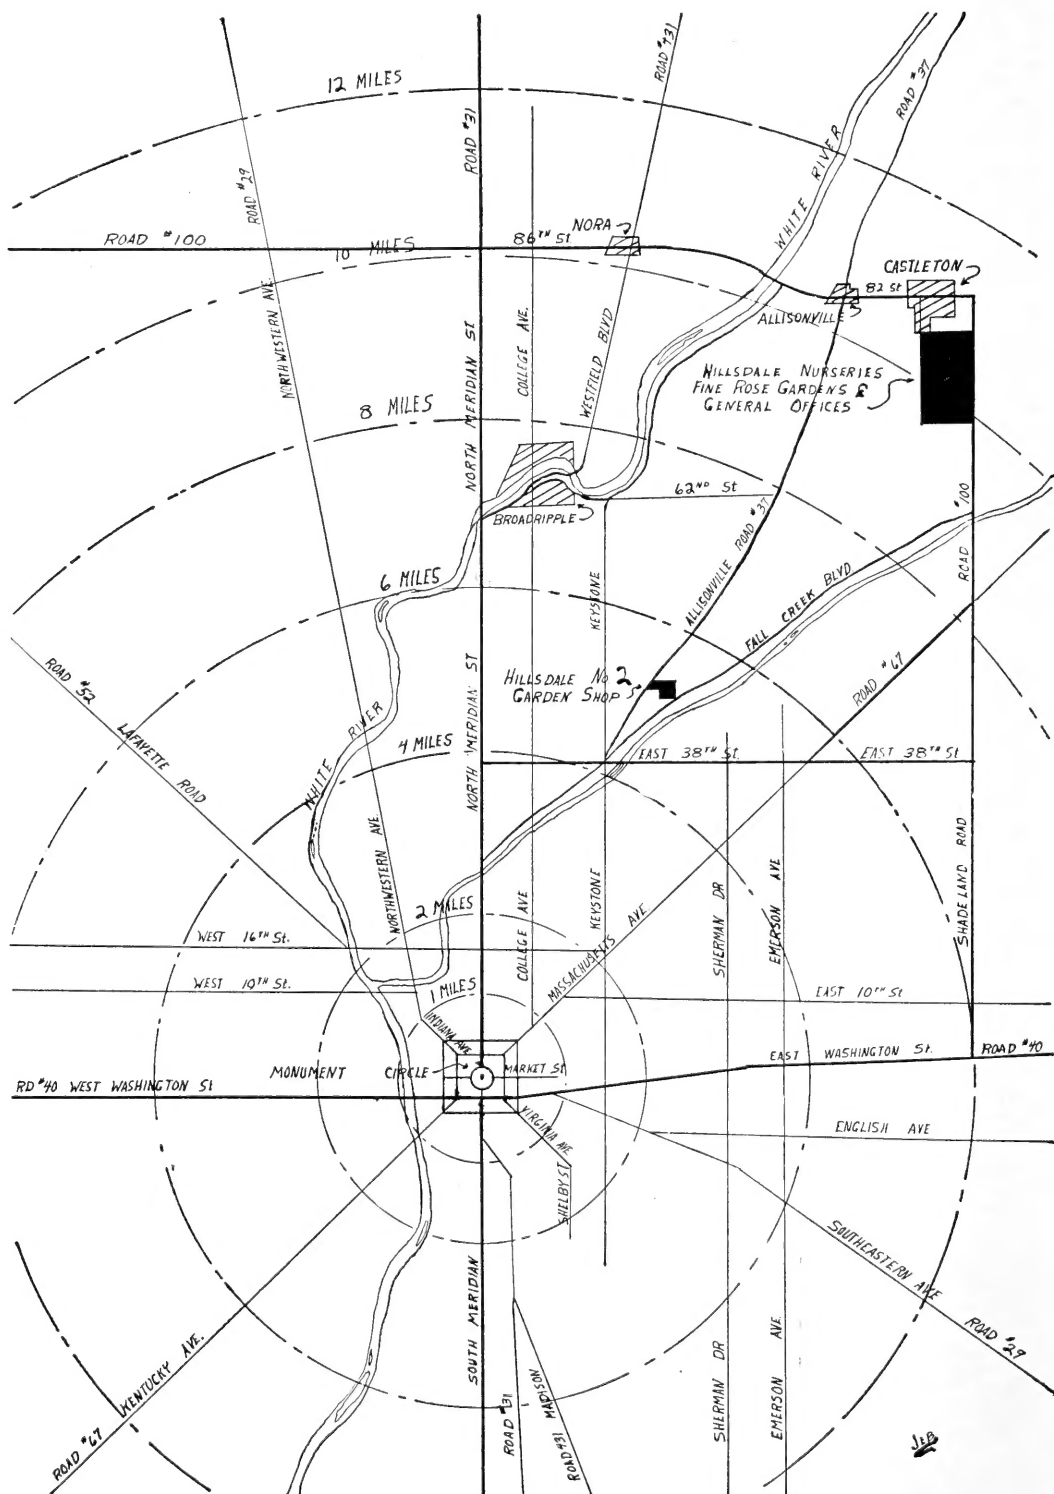 12 MILES
ROAD #31
ROAD #431
ROAD #37
WHITE RIVER
ROAD #29
NORA
ROAD #100
10 MILES
86TH St.
CASTLETON
82 St
ALLISONVILLE
NORTHWESTERN AVE.
COLLEGE AVE.
WESTFIELD BLVD
HILLSDALE NURSERIES
FINE ROSE GARDENS &
GENERAL OFFICES
8 MILES
NORTH MERIDIAN ST
62ND St
BROADRIPPLE
ROAD #100
ALLISONVILLE ROAD #37
6 MILES
KEYSTONE
FALL CREEK BLVD
ROAD #52
LAFAYETTE ROAD
HILLSDALE No 2
GARDEN SHOP
ROAD #67
WHITE RIVER
4 MILES
NORTH MERIDIAN ST
EAST 38TH St.
EAST 38TH St
NORTHWESTERN AVE
SHADELAND ROAD
2 MILES
COLLEGE AVE
KEYSTONE
MASSACHUSETTS AVE
SHERMAN DR
EMERSON AVE
WEST 16TH St.
WEST 10TH St.
1 MILES
EAST 10TH St
INDIANA AVE
MONUMENT CIRCLE
MARKET St
EAST WASHINGTON St.
ROAD #40
RD #40 WEST WASHINGTON St
VIRGINIA AVE
ENGLISH AVE
SHELBY ST
SOUTHEASTERN AVE
ROAD #29
SOUTH MERIDIAN
KENTUCKY AVE.
ROAD #67
ROAD #31
ROAD 431 MADISON
SHERMAN DR
EMERSON AVE.
JEB